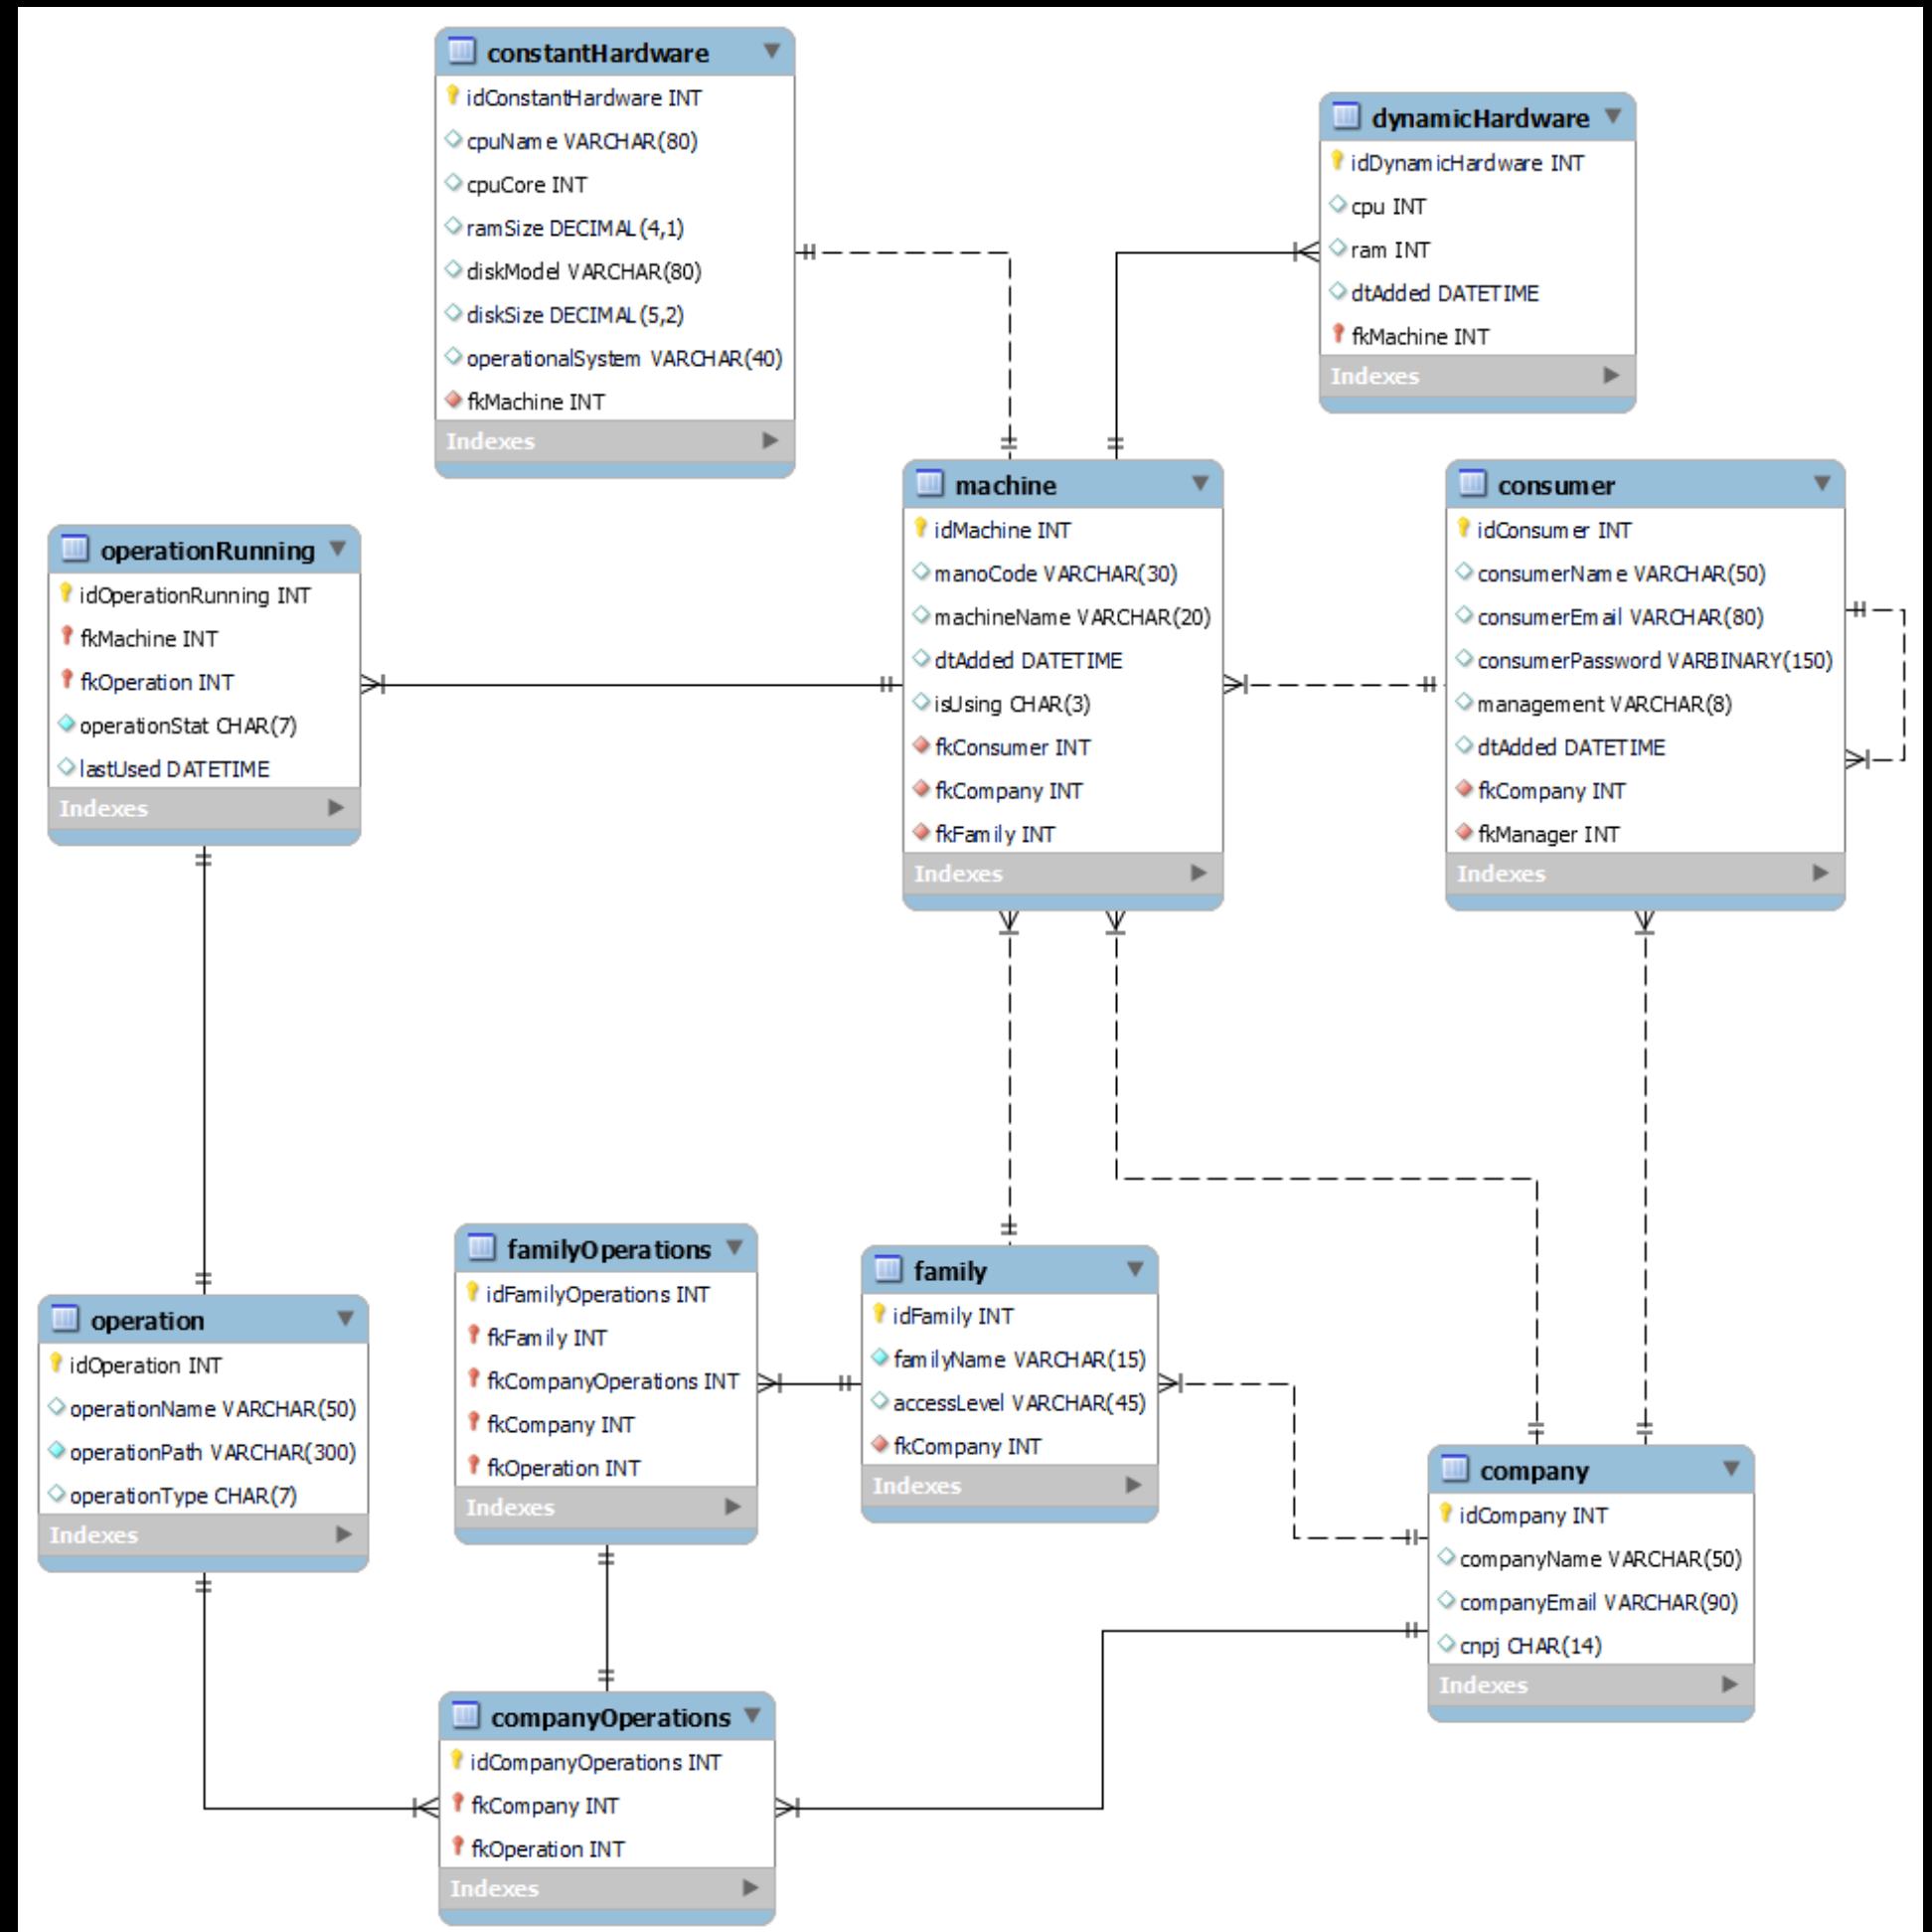 constantHardware
idConstantHardware INT
cpuName VARCHAR(80)
cpuCore INT
ramSize DECIMAL(4,1)
diskModel VARCHAR(80)
diskSize DECIMAL(5,2)
operationalSystem VARCHAR(40)
fkMachine INT
Indexes
dynamicHardware
idDynamicHardware INT
cpu INT
ram INT
dtAdded DATETIME
fkMachine INT
Indexes
operationRunning
idOperationRunning INT
fkMachine INT
fkOperation INT
operationStat CHAR(7)
lastUsed DATETIME
Indexes
machine
idMachine INT
manoCode VARCHAR(30)
machineName VARCHAR(20)
dtAdded DATETIME
isUsing CHAR(3)
fkConsumer INT
fkCompany INT
fkFamily INT
Indexes
consumer
idConsumer INT
consumerName VARCHAR(50)
consumerEmail VARCHAR(80)
consumerPassword VARBINARY(150)
management VARCHAR(8)
dtAdded DATETIME
fkCompany INT
fkManager INT
Indexes
operation
idOperation INT
operationName VARCHAR(50)
operationPath VARCHAR(300)
operationType CHAR(7)
Indexes
familyOperations
idFamilyOperations INT
fkFamily INT
fkCompanyOperations INT
fkCompany INT
fkOperation INT
Indexes
family
idFamily INT
familyName VARCHAR(15)
accessLevel VARCHAR(45)
fkCompany INT
Indexes
company
idCompany INT
companyName VARCHAR(50)
companyEmail VARCHAR(90)
cnpj CHAR(14)
Indexes
companyOperations
idCompanyOperations INT
fkCompany INT
fkOperation INT
Indexes